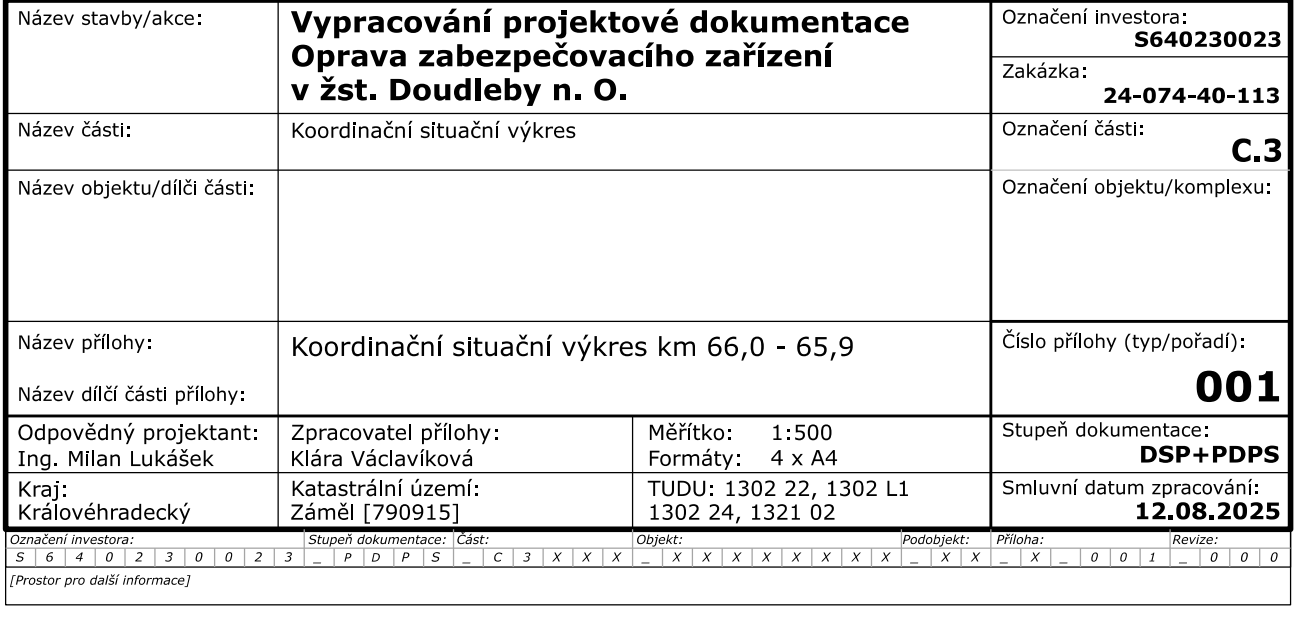 Název stavby/akce:
Vypracování projektové dokumentace
Oprava zabezpečovacího zařízení
v žst. Doudleby n. O.
Označení investora:
S640230023
Zakázka:
24-074-40-113
Název části:
Koordinační situační výkres
Označení části:
C.3
Název objektu/dílči části:
Označení objektu/komplexu:
Název přílohy:
Koordinační situační výkres km 66,0 - 65,9
Název dílčí části přílohy:
Číslo přílohy (typ/pořadí):
001
Odpovědný projektant:
Ing. Milan Lukášek
Zpracovatel přílohy:
Klára Václavíková
Měřítko: 1:500
Formáty: 4 x A4
Stupeň dokumentace:
DSP+PDPS
Kraj:
Královéhradecký
Katastrální území:
Záměl [790915]
TUDU: 1302 22, 1302 L1
1302 24, 1321 02
Smluvní datum zpracování:
12.08.2025
Označení investora: Stupeň dokumentace: Část: Objekt: Podobjekt: Příloha: Revize:
S 6 4 0 2 3 0 0 2 3 _ P D P S _ C 3 X X X _ X X X X X X X X _ X X _ X _ 0 0 1 _ 0 0 0
[Prostor pro další informace]